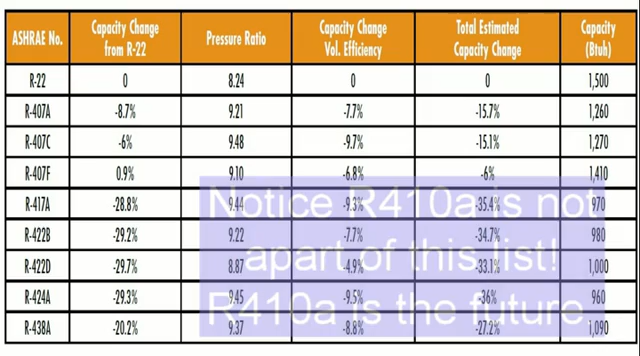 ASHRAE No. Capacity Change from R-22 Pressure Ratio Capacity Change Vol. Efficiency Total Estimated Capacity Change Capacity (Btuh)
R-22 0 8.24 0 0 1,500
R-407A -8.7% 9.21 -7.7% -15.7% 1,260
R-407C -6% 9.48 -9.7% -15.1% 1,270
R-407F 0.9% 9.10 -6.8% -6% 1,410
R-417A -28.8% 9.44 -9.3% -35.4% 970
R-422B -29.2% 9.22 -7.7% -34.7% 980
R-422D -29.7% 8.87 -4.9% -33.1% 1,000
R-424A -29.3% 9.45 -9.5% -36% 960
R-438A -20.2% 9.37 -8.8% -27.2% 1,090
Notice R410a is not
apart of this list!
R410a is the future